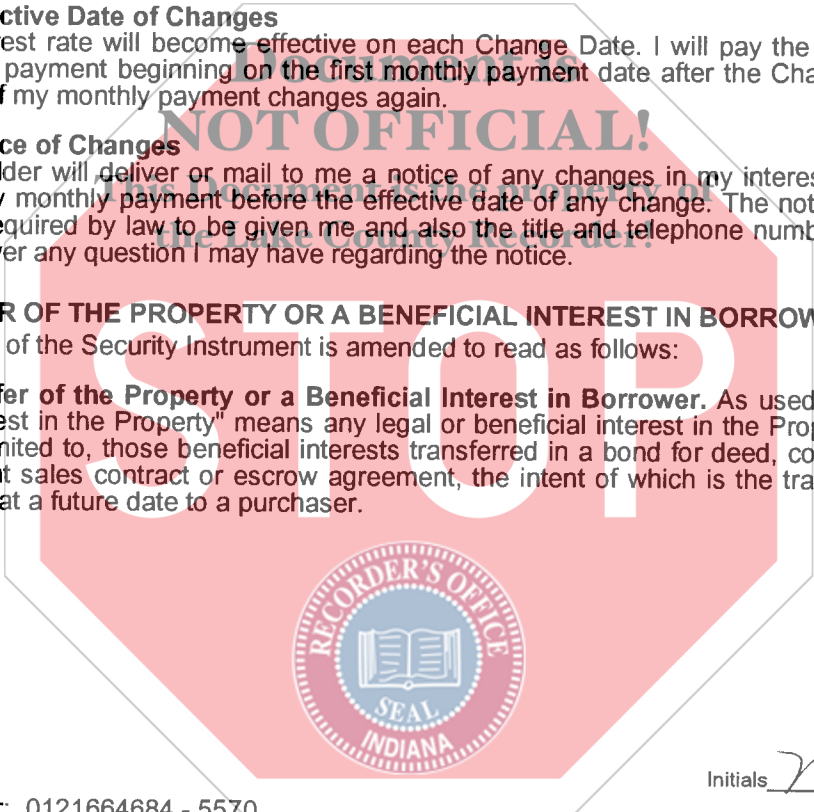 ctive Date of Changes
est rate will become effective on each Change Date. I will pay the
payment beginning on the first monthly payment date after the Cha
f my monthly payment changes again.
Document is
NOT OFFICIAL!
This Document is the property of
the Lake County Recorder!
ce of Changes
lder will deliver or mail to me a notice of any changes in my interes
y monthly payment before the effective date of any change. The not
equired by law to be given me and also the title and telephone numb
er any question I may have regarding the notice.
R OF THE PROPERTY OR A BENEFICIAL INTEREST IN BORROW
of the Security Instrument is amended to read as follows:
fer of the Property or a Beneficial Interest in Borrower. As used
est in the Property" means any legal or beneficial interest in the Prop
nited to, those beneficial interests transferred in a bond for deed, co
t sales contract or escrow agreement, the intent of which is the tra
at a future date to a purchaser.
STOP
RECORDER'S OFFICE
SEAL
INDIANA
Initials
: 0121664684 - 5570